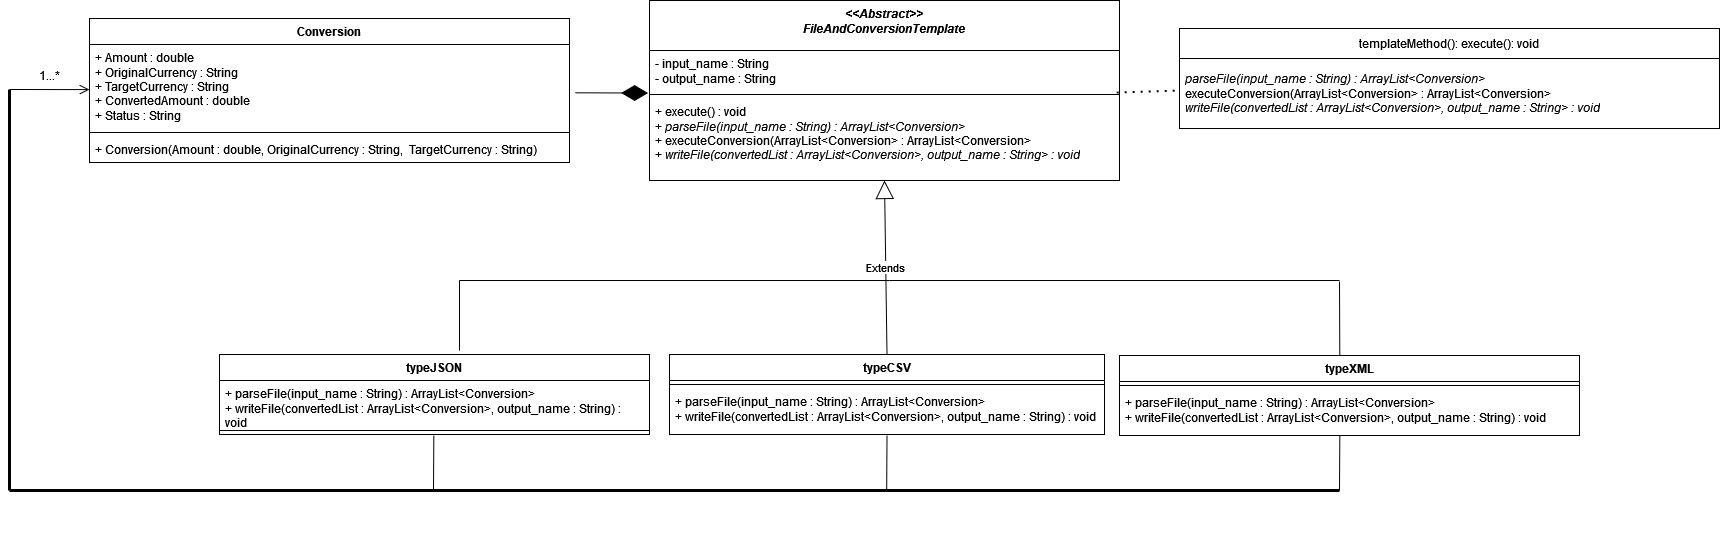 Conversion
+ Amount : double
+ OriginalCurrency : String
+ TargetCurrency : String
+ ConvertedAmount : double
+ Status : String
+ Conversion(Amount : double, OriginalCurrency : String, TargetCurrency : String)
1...*
<<Abstract>>
FileAndConversionTemplate
- input_name : String
- output_name : String
+ execute() : void
+ parseFile(input_name : String) : ArrayList<Conversion>
+ executeConversion(ArrayList<Conversion> : ArrayList<Conversion>
+ writeFile(convertedList : ArrayList<Conversion>, output_name : String> : void
templateMethod(): execute(): void
parseFile(input_name : String) : ArrayList<Conversion>
executeConversion(ArrayList<Conversion> : ArrayList<Conversion>
writeFile(convertedList : ArrayList<Conversion>, output_name : String> : void
Extends
typeJSON
+ parseFile(input_name : String) : ArrayList<Conversion>
+ writeFile(convertedList : ArrayList<Conversion>, output_name : String) :
void
typeCSV
+ parseFile(input_name : String) : ArrayList<Conversion>
+ writeFile(convertedList : ArrayList<Conversion>, output_name : String) : void
typeXML
+ parseFile(input_name : String) : ArrayList<Conversion>
+ writeFile(convertedList : ArrayList<Conversion>, output_name : String) : void